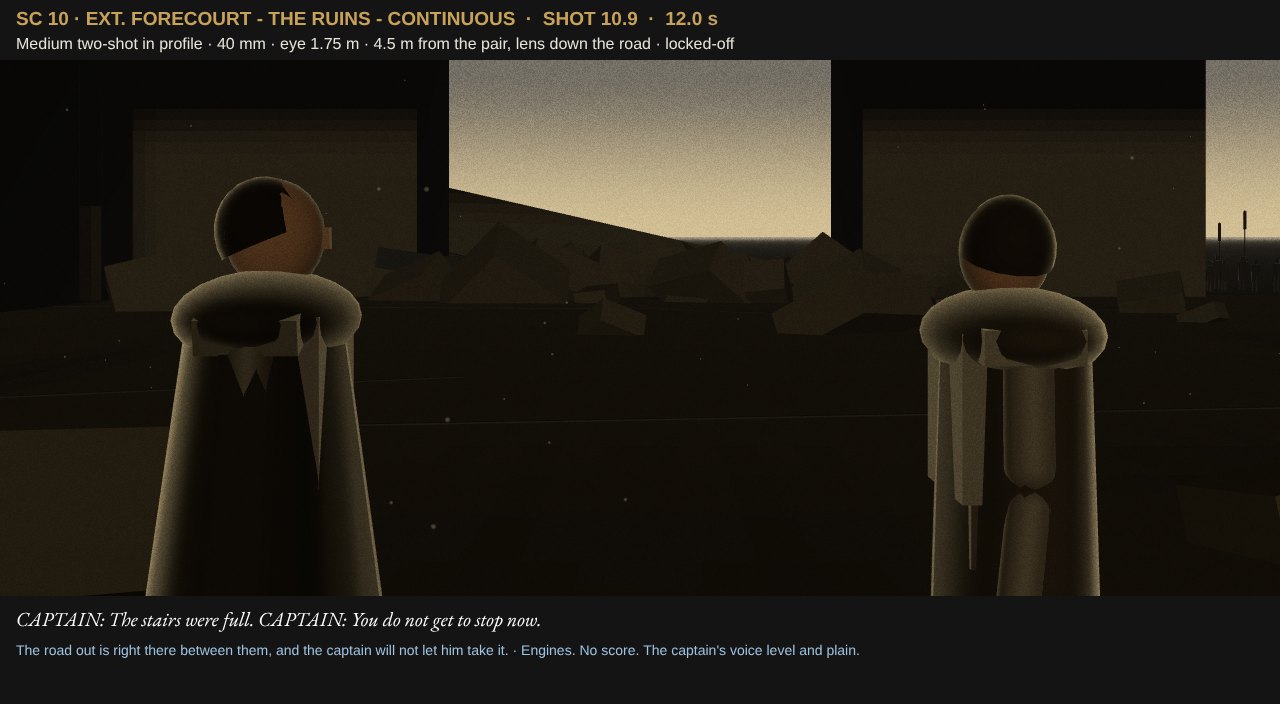 SC 10 · EXT. FORECOURT - THE RUINS - CONTINUOUS · SHOT 10.9 · 12.0 s
Medium two-shot in profile · 40 mm · eye 1.75 m · 4.5 m from the pair, lens down the road · locked-off
CAPTAIN: The stairs were full. CAPTAIN: You do not get to stop now.
The road out is right there between them, and the captain will not let him take it. · Engines. No score. The captain's voice level and plain.